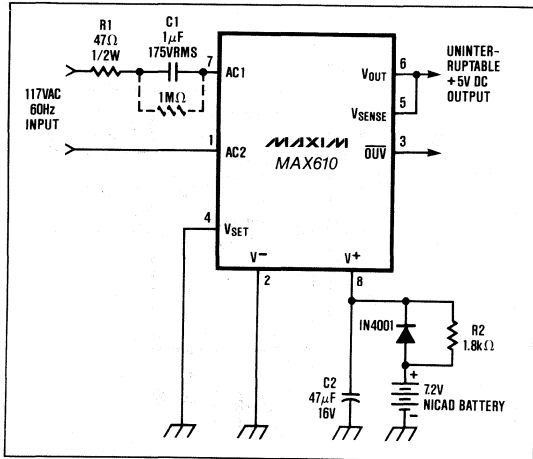 R1
47Ω
1/2W
C1
1µF
175VRMS
7
AC1
1MΩ
117VAC
60Hz
INPUT
1
AC2
MAXIM
MAX610
VOUT
6
UNINTER-
RUPTABLE
+5V DC
OUTPUT
VSENSE
5
OUV
3
4
VSET
V−
2
V+
8
IN4001
R2
1.8kΩ
C2
47µF
16V
+
7.2V
NICAD BATTERY
−